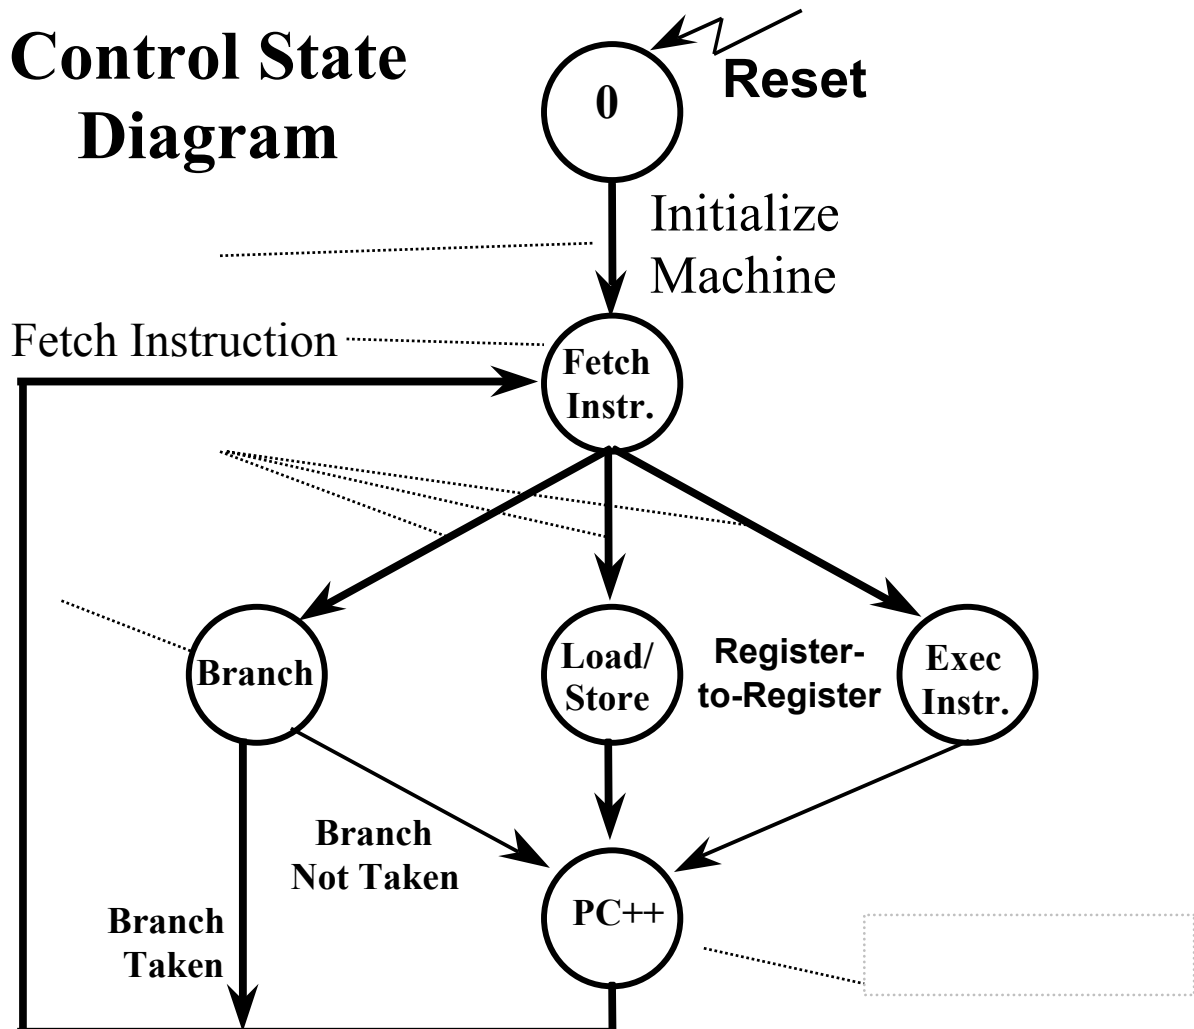 Control State
Diagram
0
Reset
Initialize
Machine
Fetch Instruction
Fetch
Instr.
Branch
Load/
Store
Register-
to-Register
Exec
Instr.
Branch
Not Taken
Branch
Taken
PC++